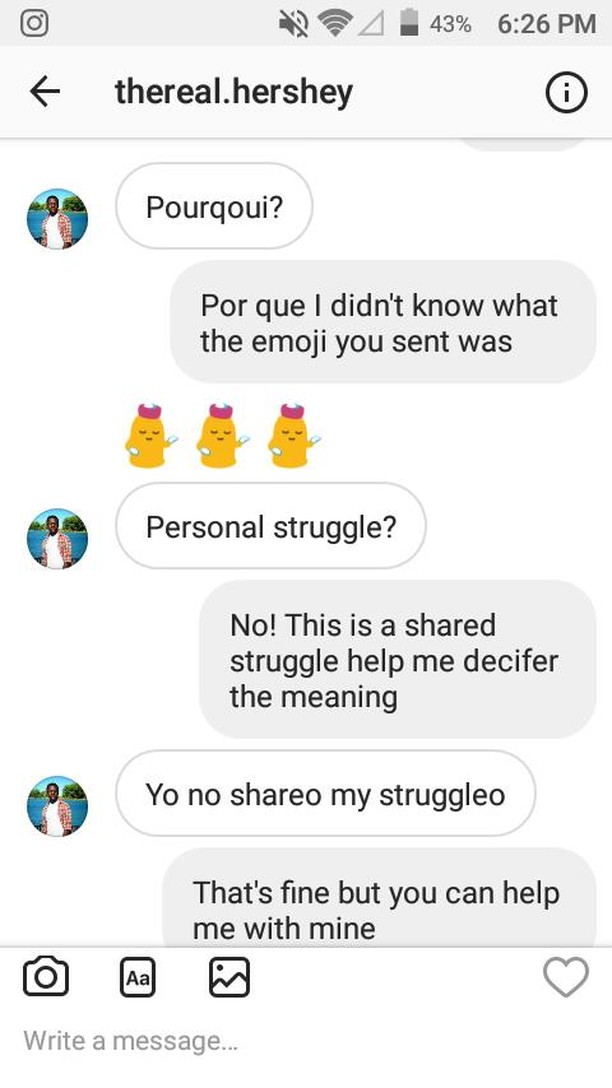 43% 6:26 PM
thereal.hershey
Pourqoui?
Por que I didn't know what
the emoji you sent was
Personal struggle?
No! This is a shared
struggle help me decifer
the meaning
Yo no shareo my struggleo
That's fine but you can help
me with mine
Aa
Write a message...